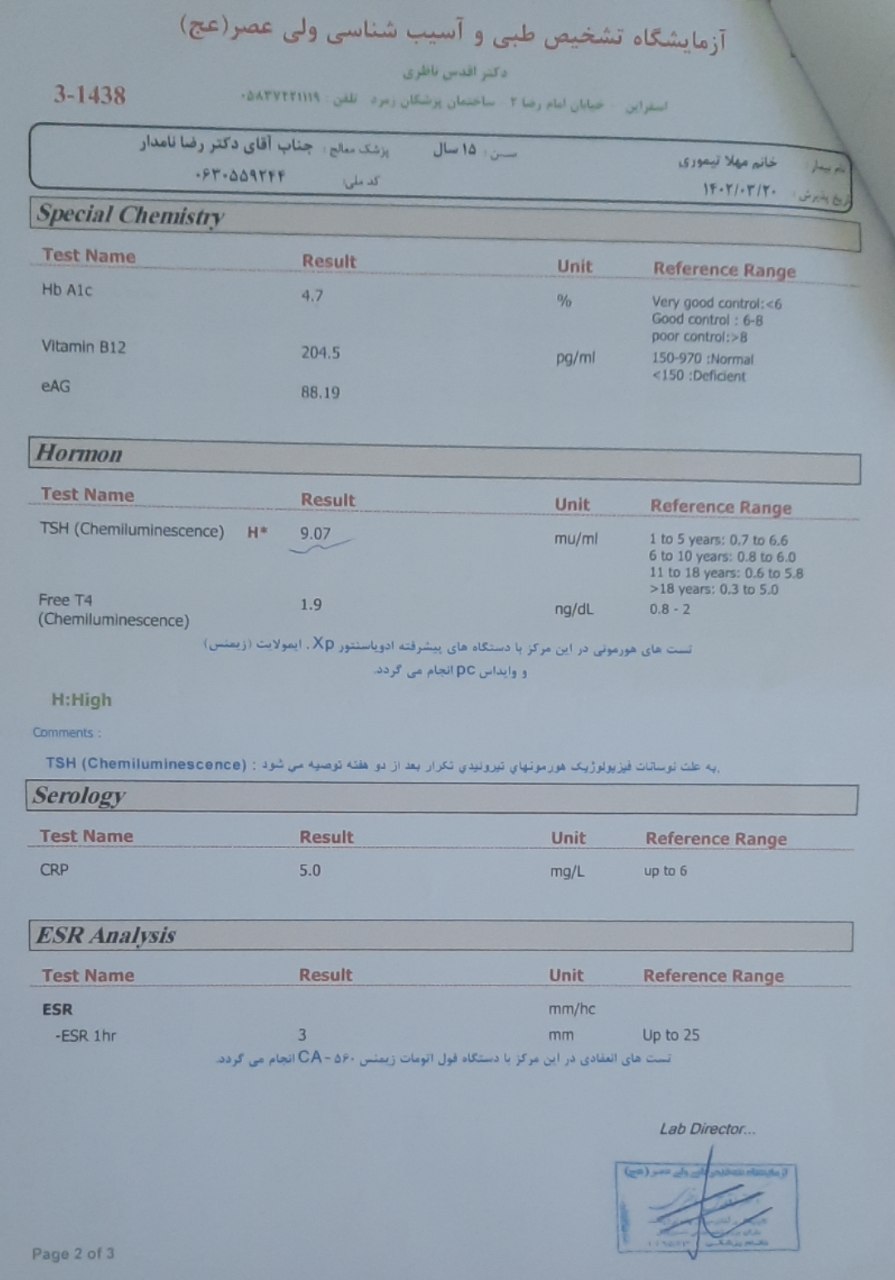 آزمایشگاه تشخیص طبی و آسیب شناسی ولی عصر(عج)
دکتر اقدس ناظری
3-1438
اسفراین - خیابان امام رضا ۲ - ساختمان پزشکان زمرد تلفن : ۰۵۸۳۷۲۲۱۱۱۹
نام بیمار: خانم مهلا تیموری سن: ۱۵ سال پزشک معالج: جناب آقای دکتر رضا نامدار
تاریخ پذیرش: ۱۴۰۲/۰۳/۲۰ کد ملی: ۰۶۳۰۵۵۹۲۴۴
Special Chemistry
Test Name Result Unit Reference Range
Hb A1c 4.7 % Very good control:<6
Good control : 6-8
poor control:>8
Vitamin B12 204.5 pg/ml 150-970 :Normal
<150 :Deficient
eAG 88.19
Hormon
Test Name Result Unit Reference Range
TSH (Chemiluminescence) H* 9.07 mu/ml 1 to 5 years: 0.7 to 6.6
6 to 10 years: 0.8 to 6.0
11 to 18 years: 0.6 to 5.8
>18 years: 0.3 to 5.0
Free T4 1.9 ng/dL 0.8 - 2
(Chemiluminescence)
تست های هورمونی در این مرکز با دستگاه های پیشرفته ادویاسنتور Xp ، ایمولایت (زیمنس)
و وایداس pc انجام می گردد.
H:High
Comments :
TSH (Chemiluminescence) : به علت نوسانات فیزیولوژیک هورمونهاي تیروئیدي تکرار بعد از دو هفته توصیه می شود.
Serology
Test Name Result Unit Reference Range
CRP 5.0 mg/L up to 6
ESR Analysis
Test Name Result Unit Reference Range
ESR mm/hc
-ESR 1hr 3 mm Up to 25
تست های انعقادی در این مرکز با دستگاه فول اتومات زیمنس CA - ۵۶۰ انجام می گردد.
Lab Director...
آزمایشگاه تشخیص طبی ولی عصر (عج)
Page 2 of 3